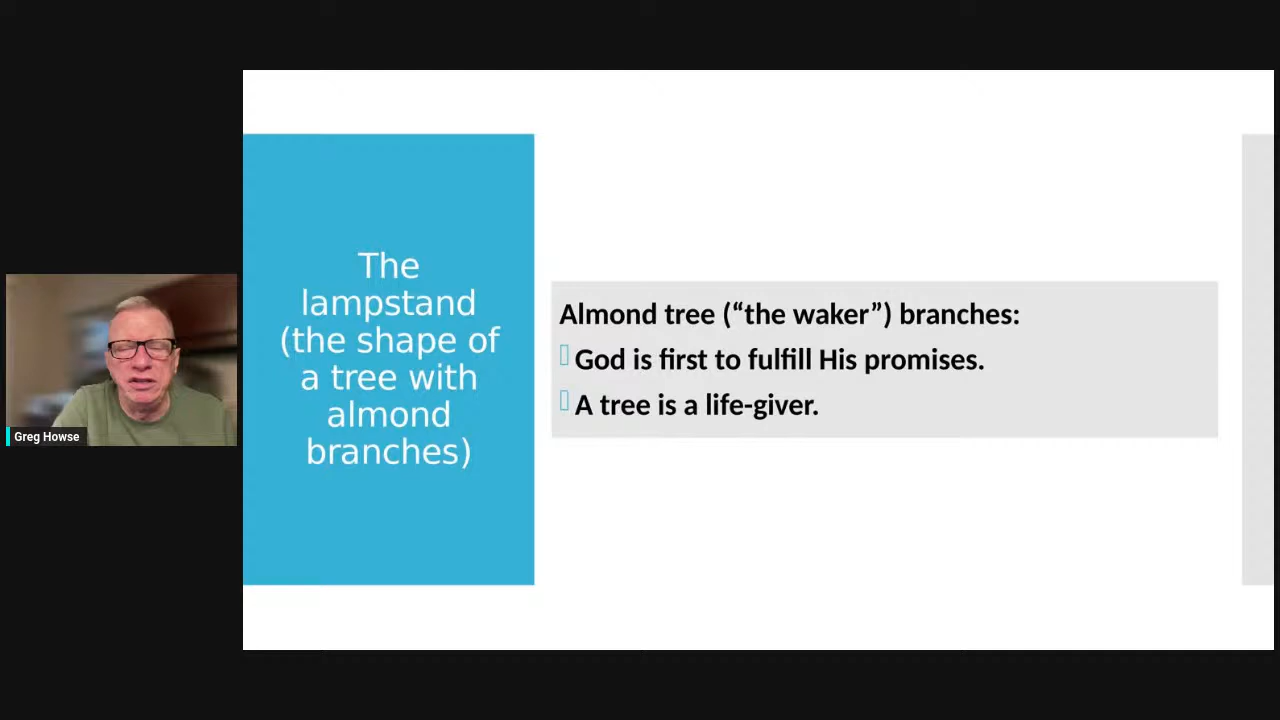 The
lampstand
(the shape of
a tree with
almond
branches)
Almond tree (“the waker”) branches:
God is first to fulfill His promises.
A tree is a life-giver.
Greg Howse